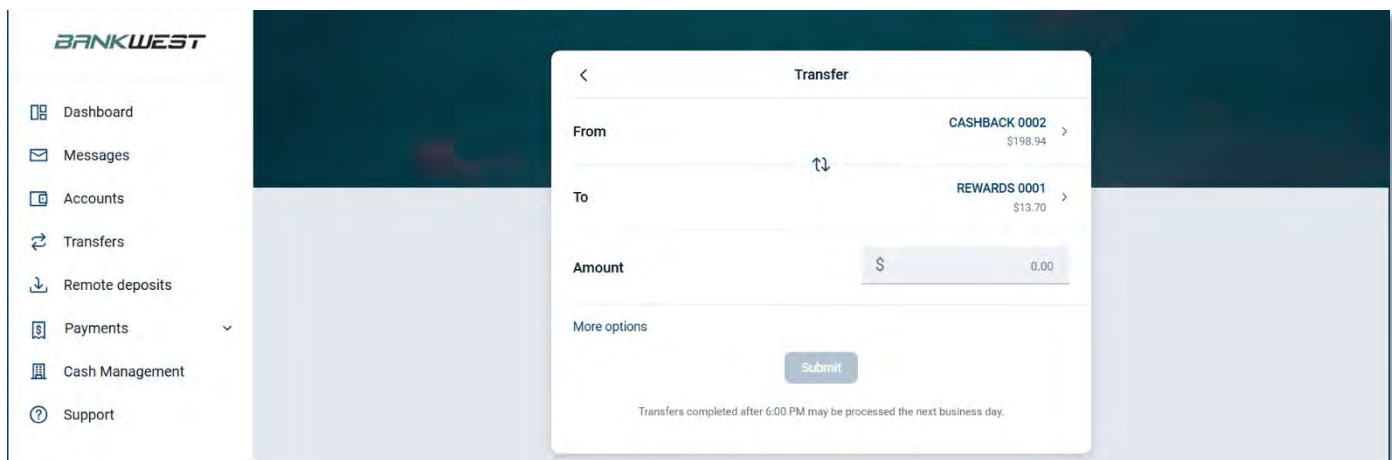 BANKWEST
Dashboard
Messages
Accounts
Transfers
Remote deposits
Payments
Cash Management
Support
Transfer
From
CASHBACK 0002
$198.94
To
REWARDS 0001
$13.70
Amount
$ 0.00
More options
Submit
Transfers completed after 6:00 PM may be processed the next business day.